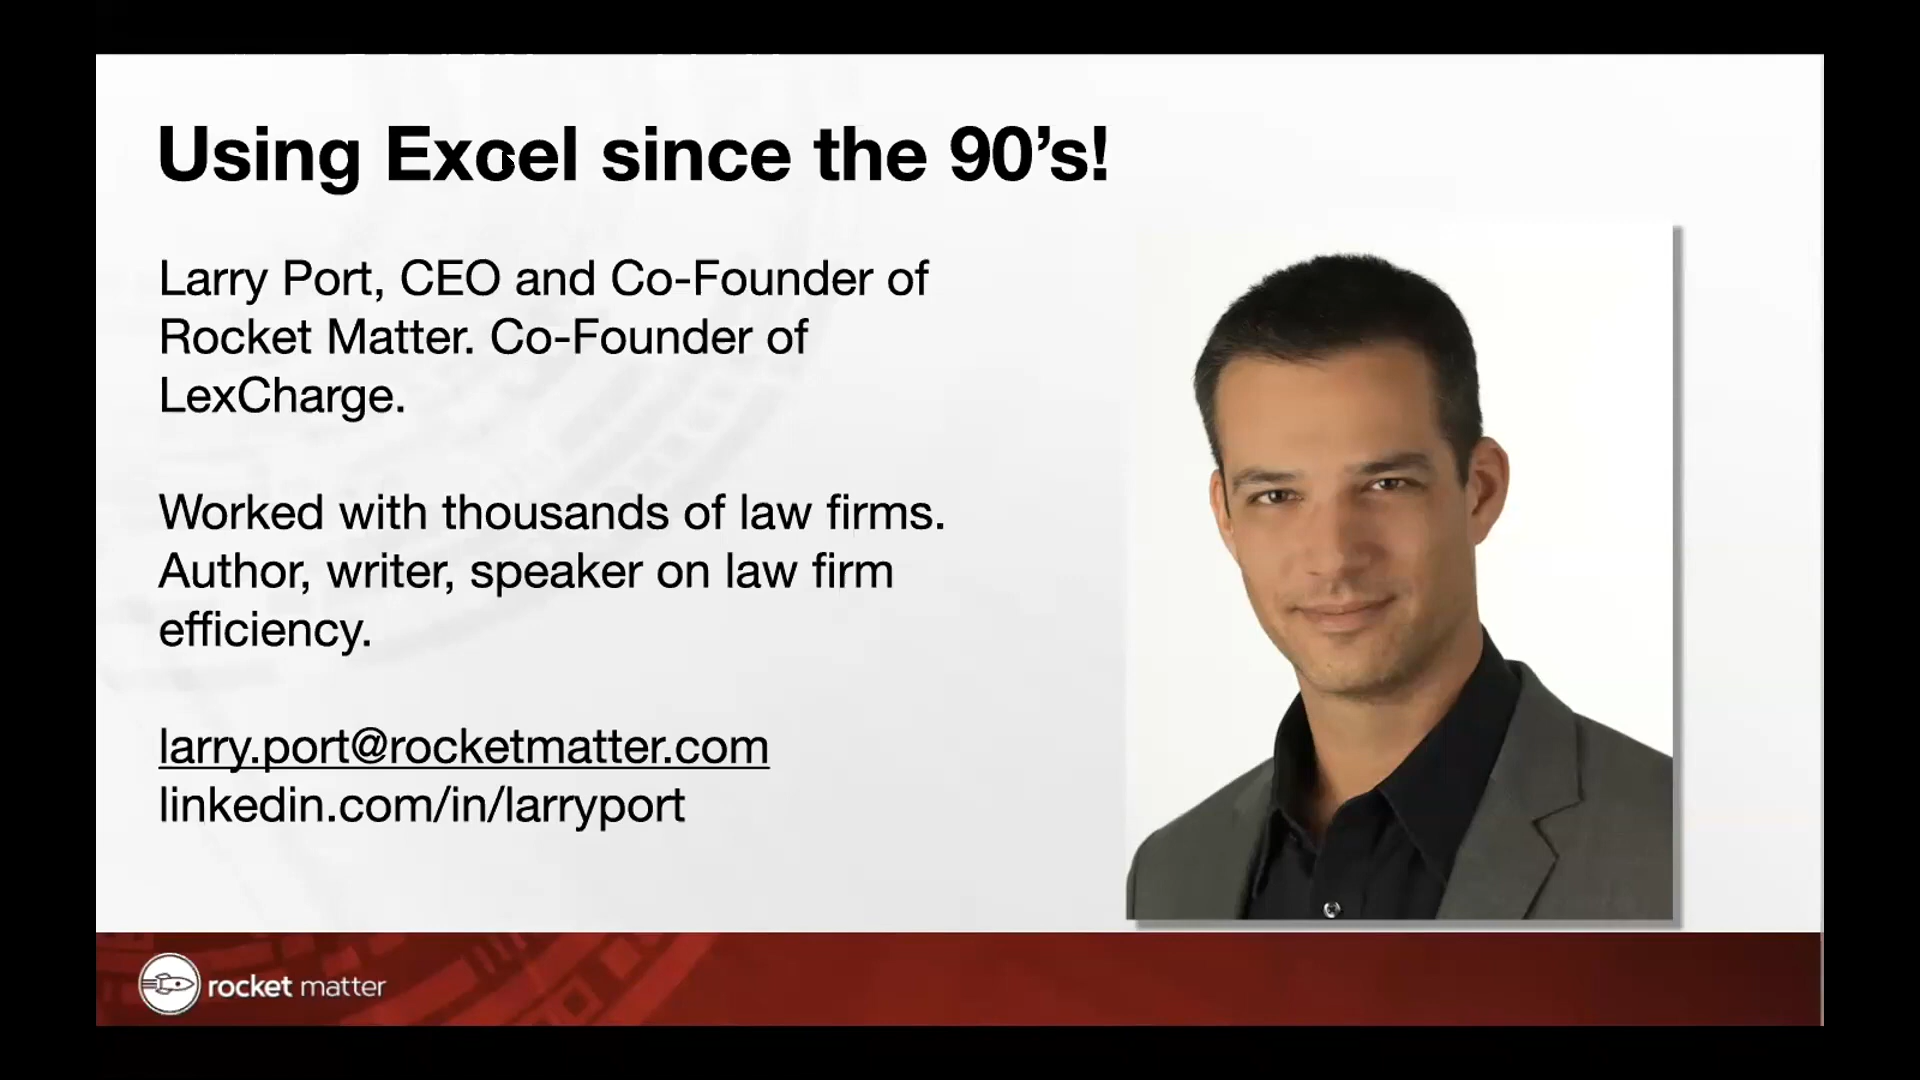 Using Excel since the 90’s!
Larry Port, CEO and Co-Founder of
Rocket Matter. Co-Founder of
LexCharge.
Worked with thousands of law firms.
Author, writer, speaker on law firm
efficiency.
larry.port@rocketmatter.com
linkedin.com/in/larryport
rocket matter